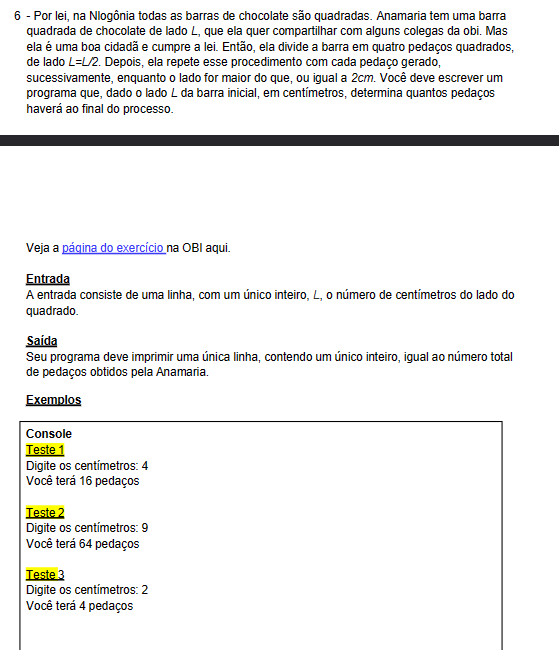 6 - Por lei, na Nlogônia todas as barras de chocolate são quadradas. Anamaria tem uma barra
quadrada de chocolate de lado L, que ela quer compartilhar com alguns colegas da obi. Mas
ela é uma boa cidadã e cumpre a lei. Então, ela divide a barra em quatro pedaços quadrados,
de lado L=L/2. Depois, ela repete esse procedimento com cada pedaço gerado,
sucessivamente, enquanto o lado for maior do que, ou igual a 2cm. Você deve escrever um
programa que, dado o lado L da barra inicial, em centímetros, determina quantos pedaços
haverá ao final do processo.
Veja a página do exercício na OBI aqui.
Entrada
A entrada consiste de uma linha, com um único inteiro, L, o número de centímetros do lado do
quadrado.
Saída
Seu programa deve imprimir uma única linha, contendo um único inteiro, igual ao número total
de pedaços obtidos pela Anamaria.
Exemplos
Console
Teste 1
Digite os centímetros: 4
Você terá 16 pedaços
Teste 2
Digite os centímetros: 9
Você terá 64 pedaços
Teste 3
Digite os centímetros: 2
Você terá 4 pedaços